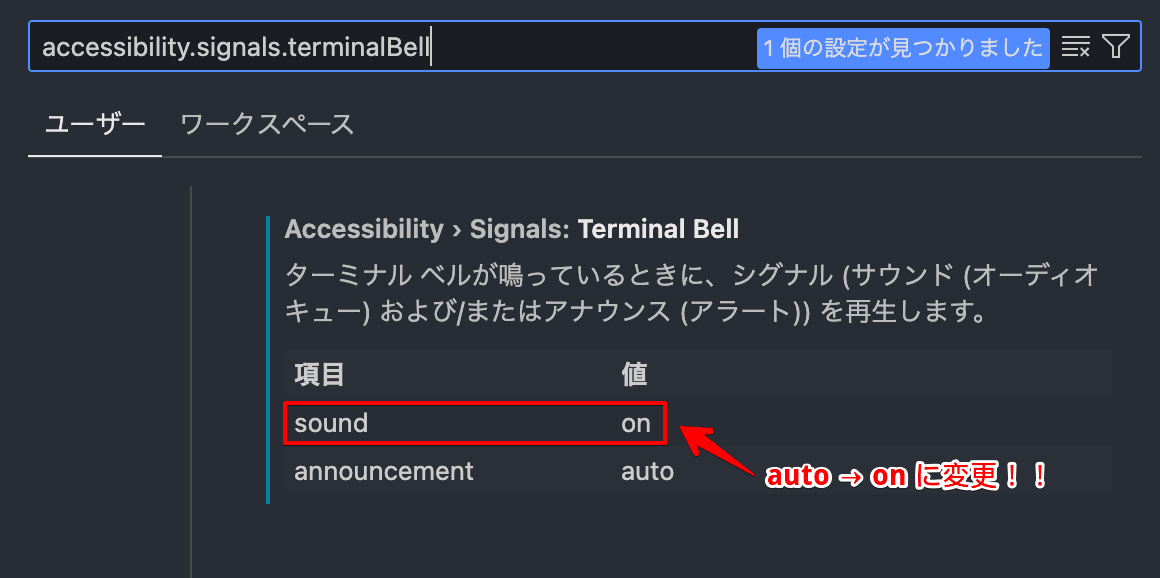 accessibility.signals.terminalBell
1 個の設定が見つかりました
ユーザー ワークスペース
Accessibility › Signals: Terminal Bell
ターミナル ベルが鳴っているときに、シグナル (サウンド (オーディオ
キュー) および/またはアナウンス (アラート)) を再生します。
項目 値
sound on
announcement auto
auto → on に変更！！